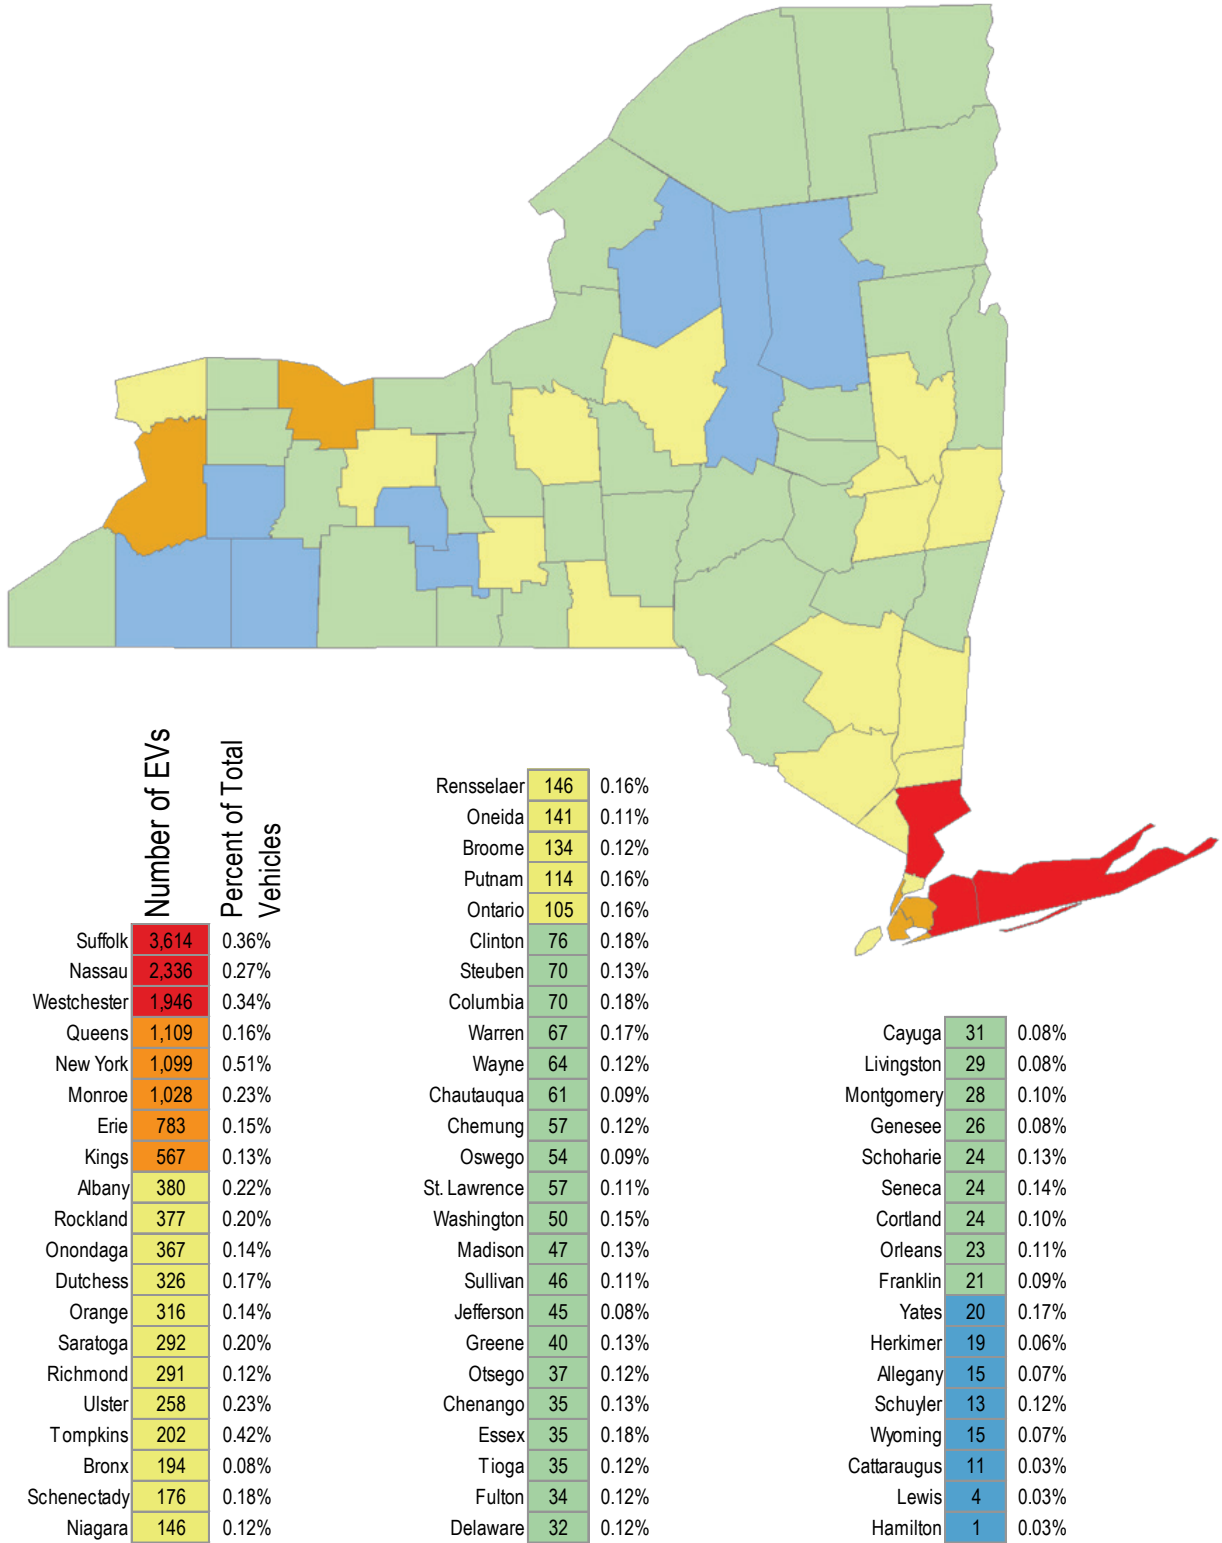 Number of EVs
Percent of Total
Vehicles
Suffolk 3,614 0.36%
Nassau 2,336 0.27%
Westchester 1,946 0.34%
Queens 1,109 0.16%
New York 1,099 0.51%
Monroe 1,028 0.23%
Erie 783 0.15%
Kings 567 0.13%
Albany 380 0.22%
Rockland 377 0.20%
Onondaga 367 0.14%
Dutchess 326 0.17%
Orange 316 0.14%
Saratoga 292 0.20%
Richmond 291 0.12%
Ulster 258 0.23%
Tompkins 202 0.42%
Bronx 194 0.08%
Schenectady 176 0.18%
Niagara 146 0.12%
Rensselaer 146 0.16%
Oneida 141 0.11%
Broome 134 0.12%
Putnam 114 0.16%
Ontario 105 0.16%
Clinton 76 0.18%
Steuben 70 0.13%
Columbia 70 0.18%
Warren 67 0.17%
Wayne 64 0.12%
Chautauqua 61 0.09%
Chemung 57 0.12%
Oswego 54 0.09%
St. Lawrence 57 0.11%
Washington 50 0.15%
Madison 47 0.13%
Sullivan 46 0.11%
Jefferson 45 0.08%
Greene 40 0.13%
Otsego 37 0.12%
Chenango 35 0.13%
Essex 35 0.18%
Tioga 35 0.12%
Fulton 34 0.12%
Delaware 32 0.12%
Cayuga 31 0.08%
Livingston 29 0.08%
Montgomery 28 0.10%
Genesee 26 0.08%
Schoharie 24 0.13%
Seneca 24 0.14%
Cortland 24 0.10%
Orleans 23 0.11%
Franklin 21 0.09%
Yates 20 0.17%
Herkimer 19 0.06%
Allegany 15 0.07%
Schuyler 13 0.12%
Wyoming 15 0.07%
Cattaraugus 11 0.03%
Lewis 4 0.03%
Hamilton 1 0.03%